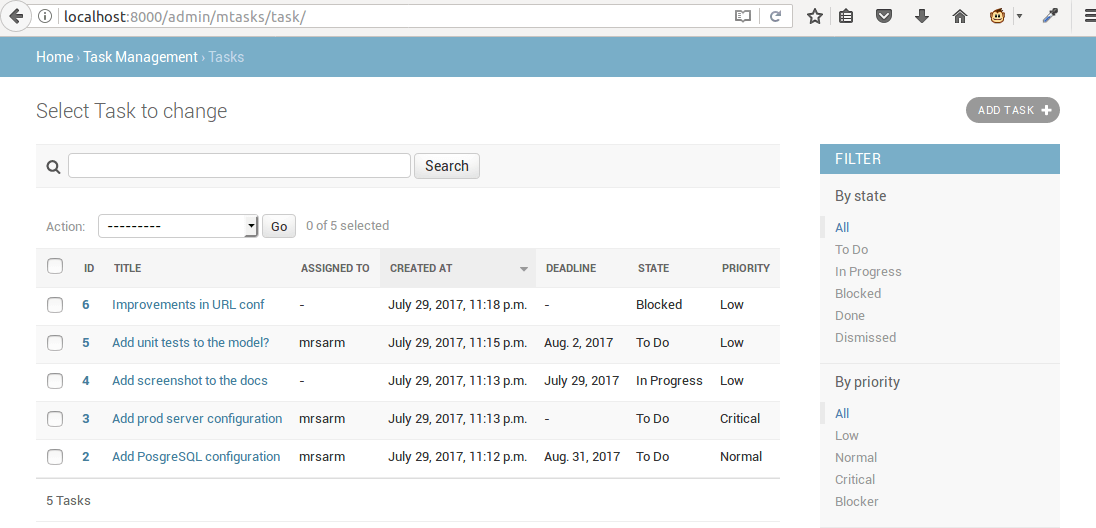 localhost:8000/admin/mtasks/task/
Home › Task Management › Tasks
Select Task to change
ADD TASK
Search
Action: --------- Go 0 of 5 selected
ID TITLE ASSIGNED TO CREATED AT DEADLINE STATE PRIORITY
6 Improvements in URL conf - July 29, 2017, 11:18 p.m. - Blocked Low
5 Add unit tests to the model? mrsarm July 29, 2017, 11:15 p.m. Aug. 2, 2017 To Do Low
4 Add screenshot to the docs - July 29, 2017, 11:13 p.m. July 29, 2017 In Progress Low
3 Add prod server configuration mrsarm July 29, 2017, 11:13 p.m. - To Do Critical
2 Add PosgreSQL configuration mrsarm July 29, 2017, 11:12 p.m. Aug. 31, 2017 To Do Normal
5 Tasks
FILTER
By state
All
To Do
In Progress
Blocked
Done
Dismissed
By priority
All
Low
Normal
Critical
Blocker